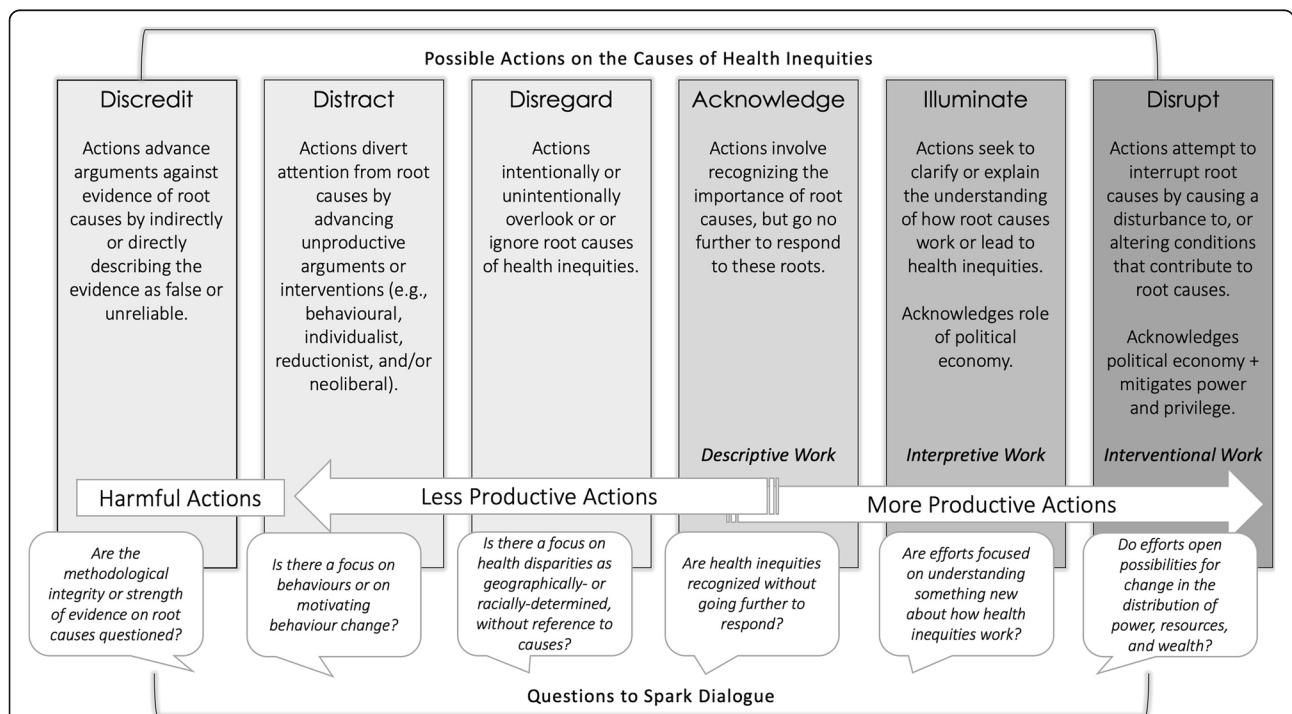 Possible Actions on the Causes of Health Inequities
Discredit
Actions advance
arguments against
evidence of root
causes by indirectly
or directly
describing the
evidence as false or
unreliable.
Distract
Actions divert
attention from root
causes by
advancing
unproductive
arguments or
interventions (e.g.,
behavioural,
individualist,
reductionist, and/or
neoliberal).
Disregard
Actions
intentionally or
unintentionally
overlook or or
ignore root causes
of health inequities.
Acknowledge
Actions involve
recognizing the
importance of root
causes, but go no
further to respond
to these roots.
Descriptive Work
Illuminate
Actions seek to
clarify or explain
the understanding
of how root causes
work or lead to
health inequities.
Acknowledges role
of political
economy.
Interpretive Work
Disrupt
Actions attempt to
interrupt root
causes by causing a
disturbance to, or
altering conditions
that contribute to
root causes.
Acknowledges
political economy +
mitigates power
and privilege.
Interventional Work
Harmful Actions
Less Productive Actions
More Productive Actions
Are the
methodological
integrity or strength
of evidence on root
causes questioned?
Is there a focus on
behaviours or on
motivating
behaviour change?
Is there a focus on
health disparities as
geographically- or
racially-determined,
without reference to
causes?
Are health inequities
recognized without
going further to
respond?
Are efforts focused
on understanding
something new
about how health
inequities work?
Do efforts open
possibilities for
change in the
distribution of
power, resources,
and wealth?
Questions to Spark Dialogue